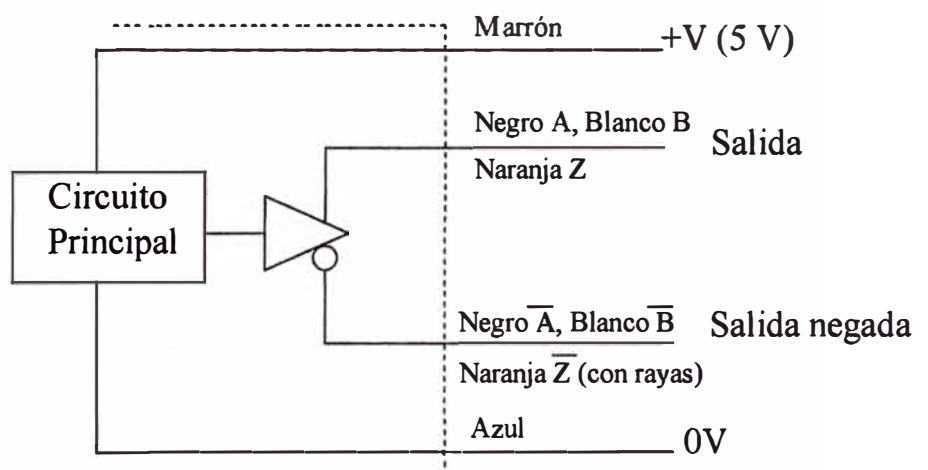 Marrón
+V (5 V)
Negro A, Blanco B
Salida
Naranja Z
Circuito
Principal
Negro A̅, Blanco B̅
Salida negada
Naranja Z̅ (con rayas)
Azul
0V